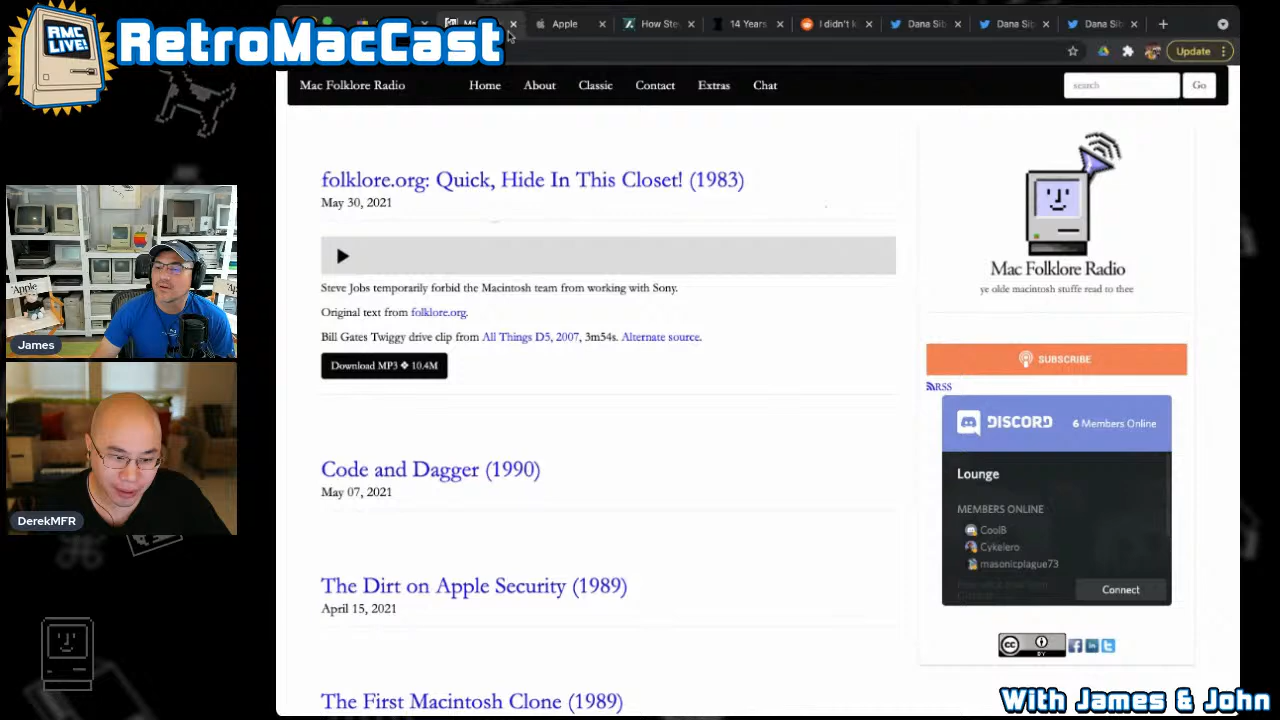 AMC LIVE!
RetroMacCast
Apple
How Ste
14 Years
I didn't k
Dana Sib
Dana Sib
Dana Sib
Update
Mac Folklore Radio
Home
About
Classic
Contact
Extras
Chat
search
Go
folklore.org: Quick, Hide In This Closet! (1983)
May 30, 2021
Steve Jobs temporarily forbid the Macintosh team from working with Sony.
Original text from folklore.org.
Bill Gates Twiggy drive clip from All Things D5, 2007, 3m54s. Alternate source.
Download MP3 ❖ 10.4M
Code and Dagger (1990)
May 07, 2021
The Dirt on Apple Security (1989)
April 15, 2021
The First Macintosh Clone (1989)
Mac Folklore Radio
ye olde macintosh stuffe read to thee
SUBSCRIBE
RSS
DISCORD
6 Members Online
Lounge
MEMBERS ONLINE
CoolB
Cykelero
masonicplague73
Connect
cc
BY
Apple
James
DerekMFR
With James & John